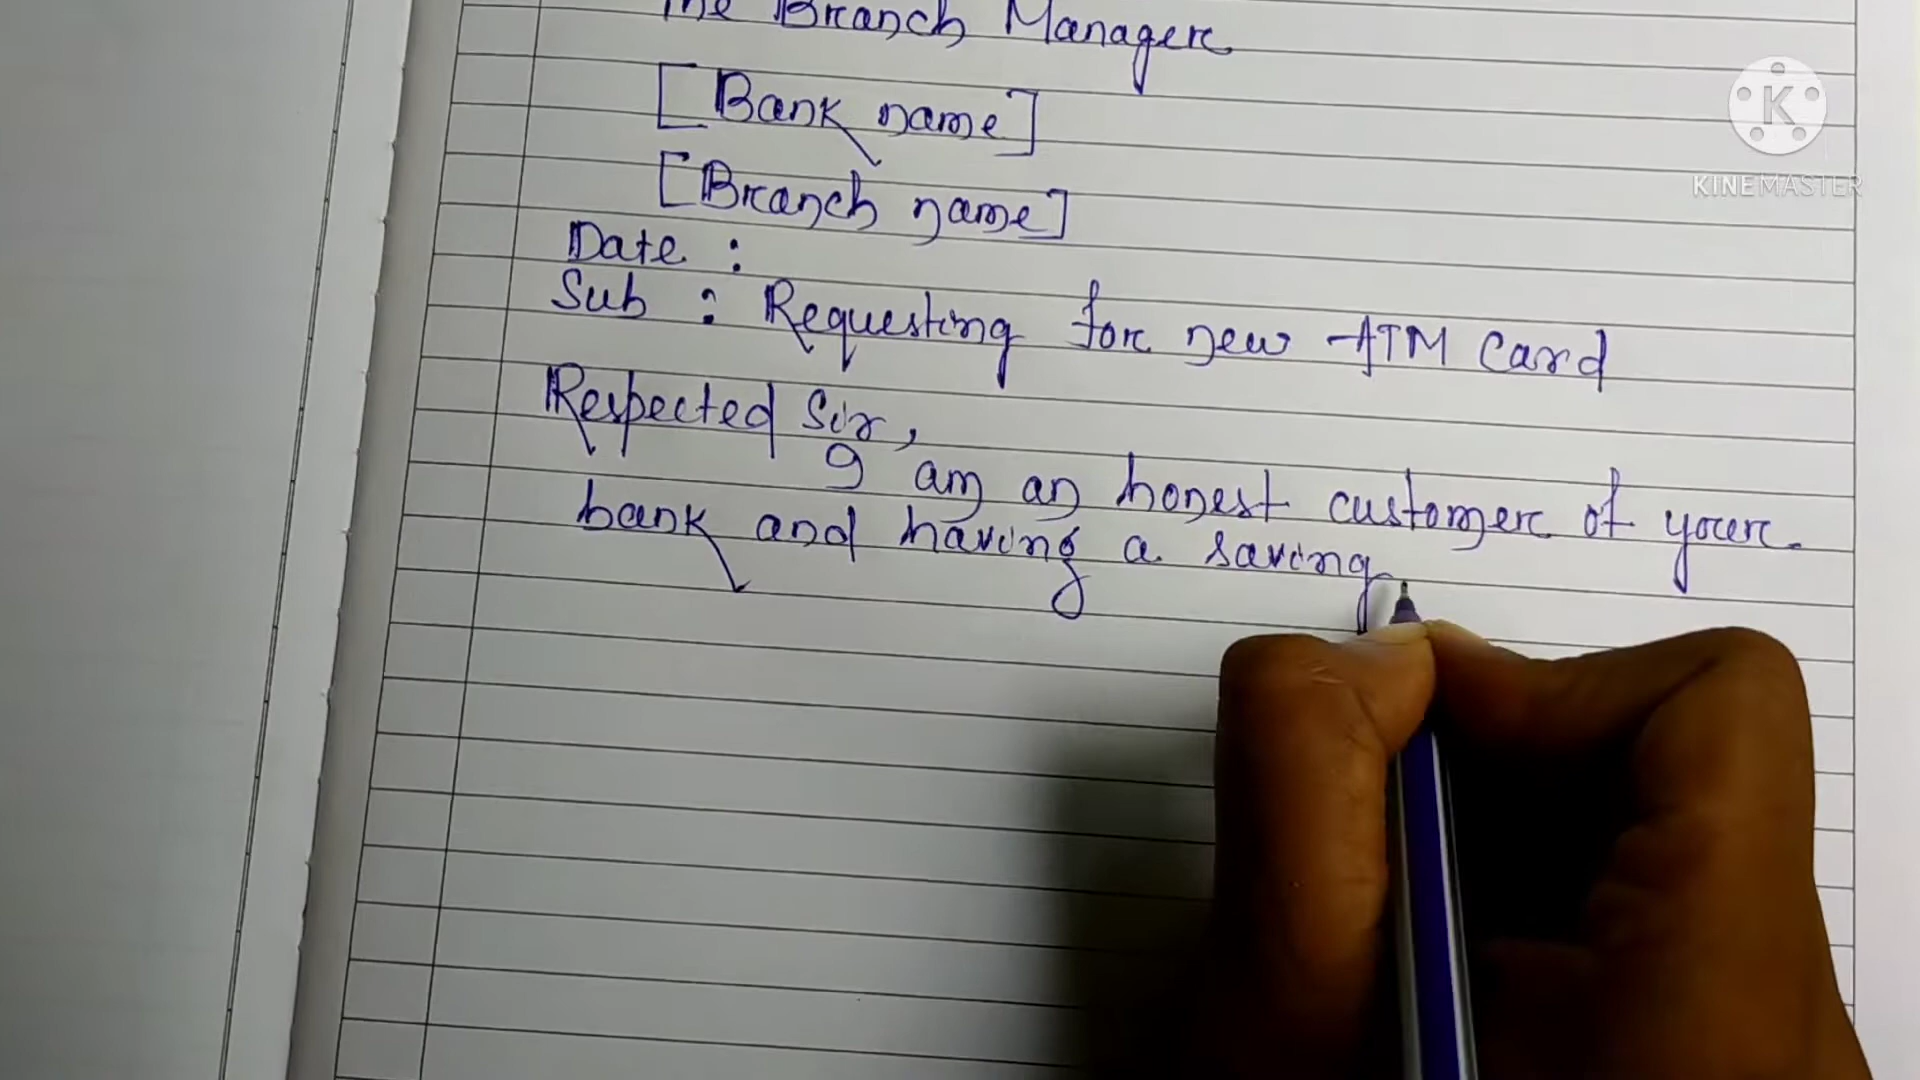 The Branch Manager
[Bank name]
[Branch name]
Date :
Sub : Requesting for new ATM Card
Respected Sir,
I am an honest customer of your
bank and having a saving
KINEMASTER